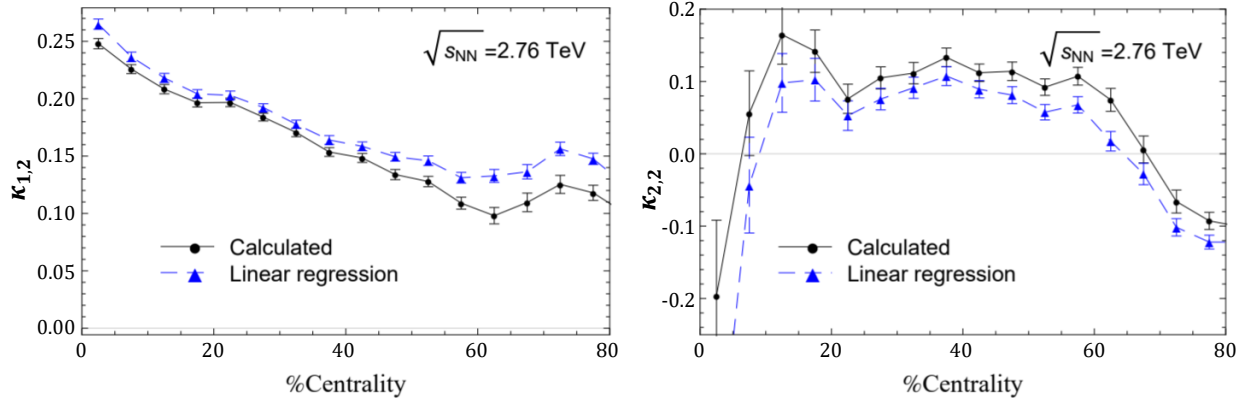 κ1,2
0.25
0.20
0.15
0.10
0.05
0.00
√sNN =2.76 TeV
Calculated
Linear regression
0 20 40 60 80
%Centrality
κ2,2
0.2
0.1
0.0
-0.1
-0.2
√sNN =2.76 TeV
Calculated
Linear regression
0 20 40 60 80
%Centrality